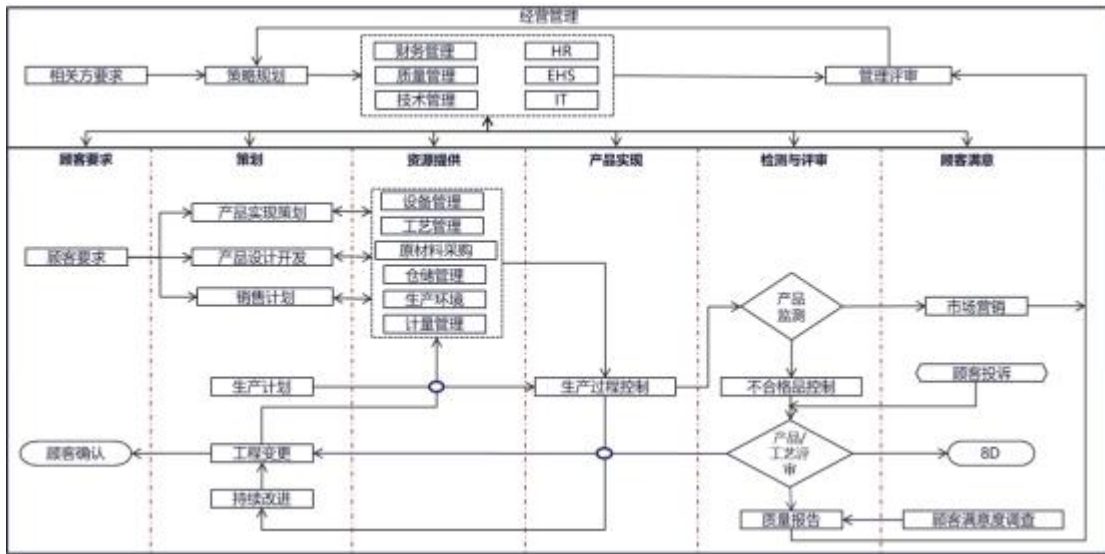 经营管理
财务管理
HR
相关方要求
策略规划
质量管理
EHS
管理评审
技术管理
IT
顾客要求
策划
资源提供
产品实现
检测与评审
顾客满意
设备管理
产品实现策划
工艺管理
顾客要求
产品设计开发
原材料采购
仓储管理
销售计划
生产环境
计量管理
产品
监测
市场营销
顾客投诉
生产计划
生产过程控制
不合格品控制
顾客确认
工程变更
产品/
工艺评
审
8D
持续改进
质量报告
顾客满意度调查